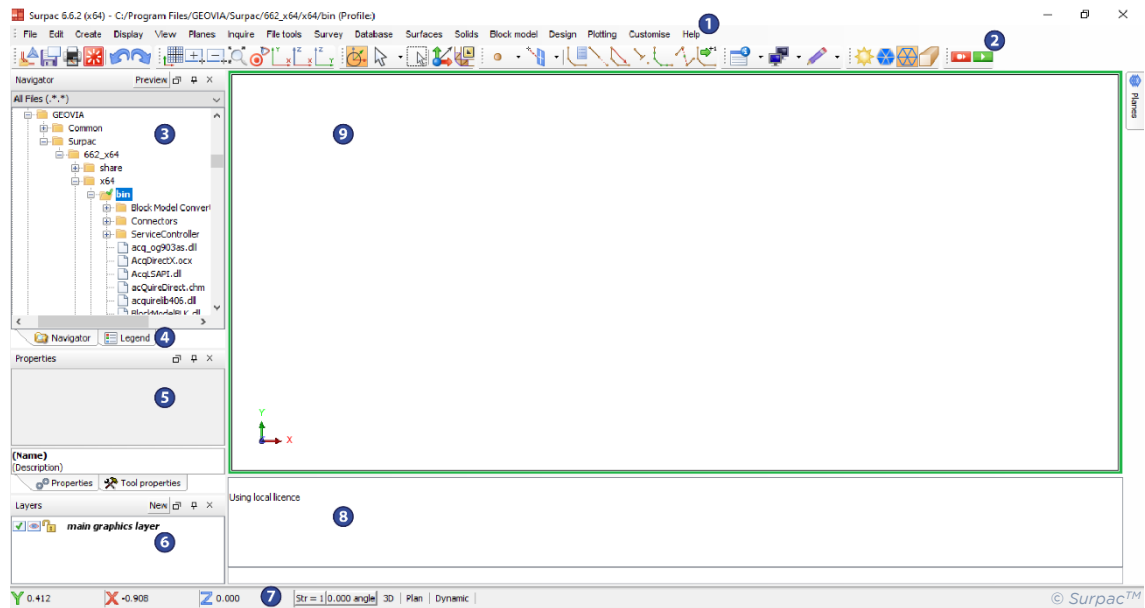 Surpac 6.6.2 (x64) - C:/Program Files/GEOVIA/Surpac/662_x64/x64/bin (Profile:)
File Edit Create Display View Planes Inquire File tools Survey Database Surfaces Solids Block model Design Plotting Customise Help
1
2
Navigator Preview
All Files (*.*)
GEOVIA
Common
Surpac
662_x64
share
x64
bin
Block Model Convert
Connectors
ServiceController
acq_og903as.dll
AcqDirectX.ocx
AcqLSAPI.dll
acQuireDirect.chm
acquirelib406.dll
BlockModelBLK.dll
3
Navigator Legend
4
Properties
5
(Name)
(Description)
Properties Tool properties
Layers New
main graphics layer
6
Planes
9
Y
X
Using local licence
8
Y 0.412 X -0.908 Z 0.000
7
Str = 1 0.000 angle 3D Plan Dynamic
© Surpac™